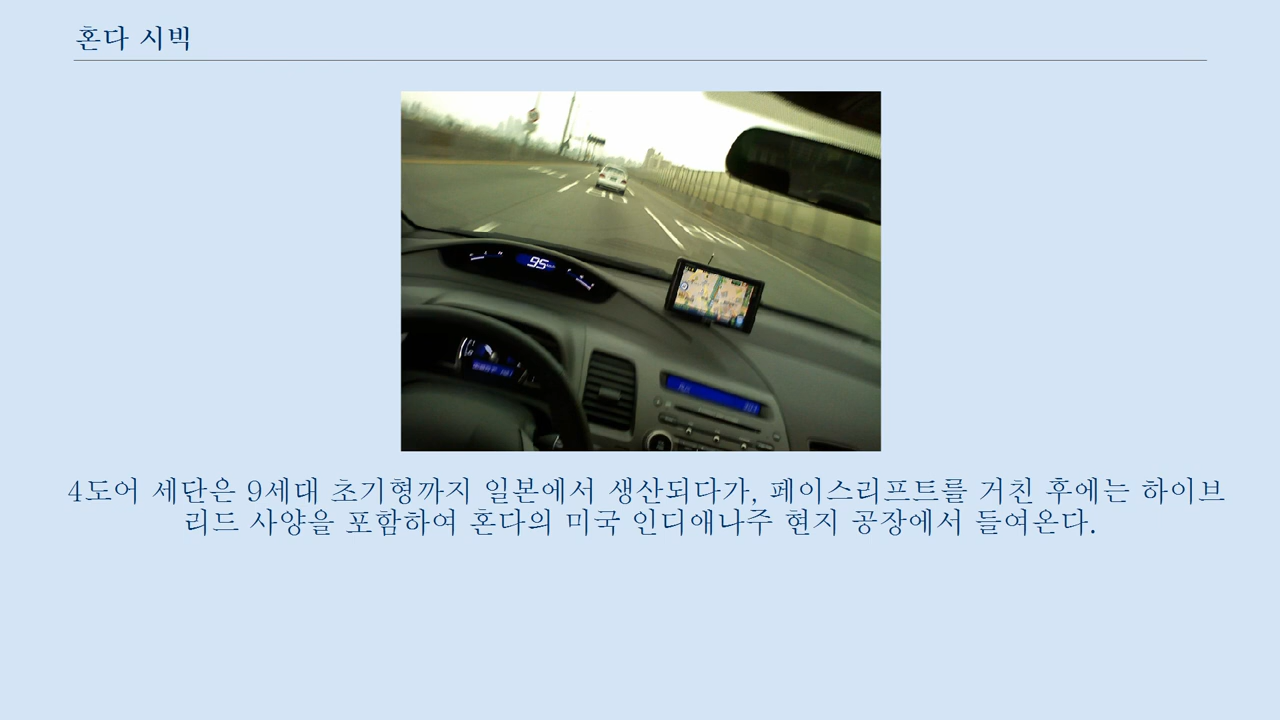 혼다 시빅
95
4도어 세단은 9세대 초기형까지 일본에서 생산되다가, 페이스리프트를 거친 후에는 하이브
리드 사양을 포함하여 혼다의 미국 인디애나주 현지 공장에서 들여온다.